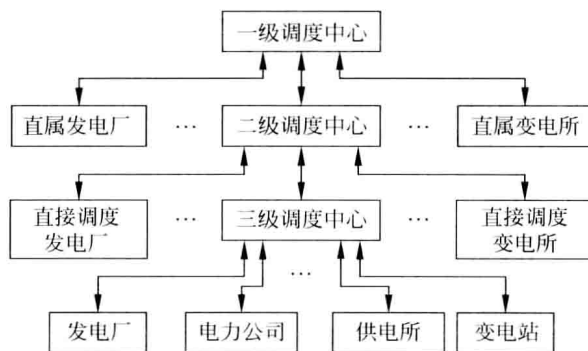 一级调度中心
直属发电厂 … 二级调度中心 … 直属变电所
直接调度 … 三级调度中心 … 直接调度
发电厂 变电所
…
发电厂 电力公司 供电所 变电站